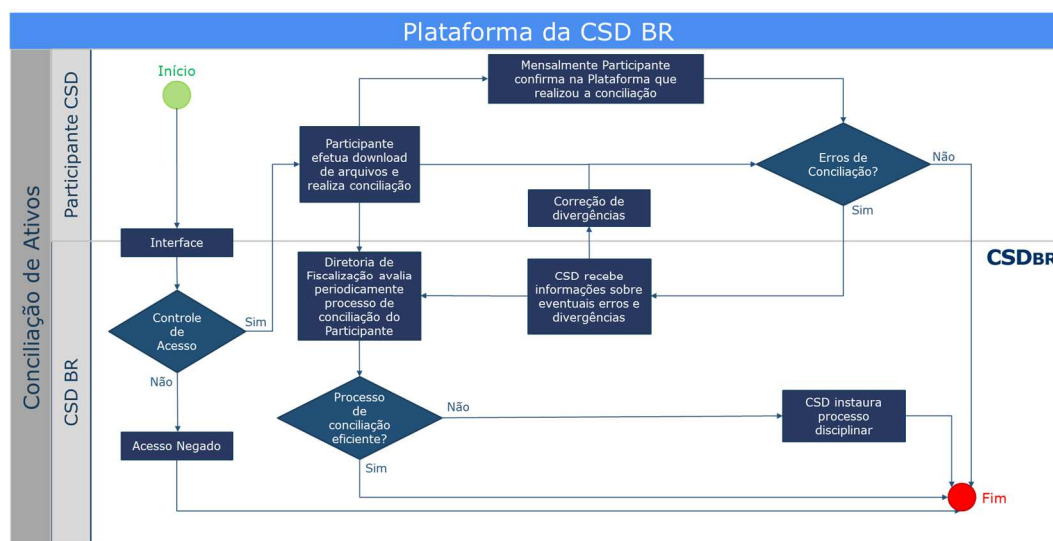 Plataforma da CSD BR
Conciliação de Ativos
Participante CSD
CSD BR
Início
Mensalmente Participante
confirma na Plataforma que
realizou a conciliação
Participante
efetua download
de arquivos e
realiza conciliação
Erros de
Conciliação?
Não
Sim
Correção de
divergências
Interface
CSDBR
Diretoria de
Fiscalização avalia
periodicamente
processo de
conciliação do
Participante
CSD recebe
informações sobre
eventuais erros e
divergências
Controle
de
Acesso
Sim
Não
Processo
de
conciliação
eficiente?
Não
Sim
CSD instaura
processo
disciplinar
Acesso Negado
Fim